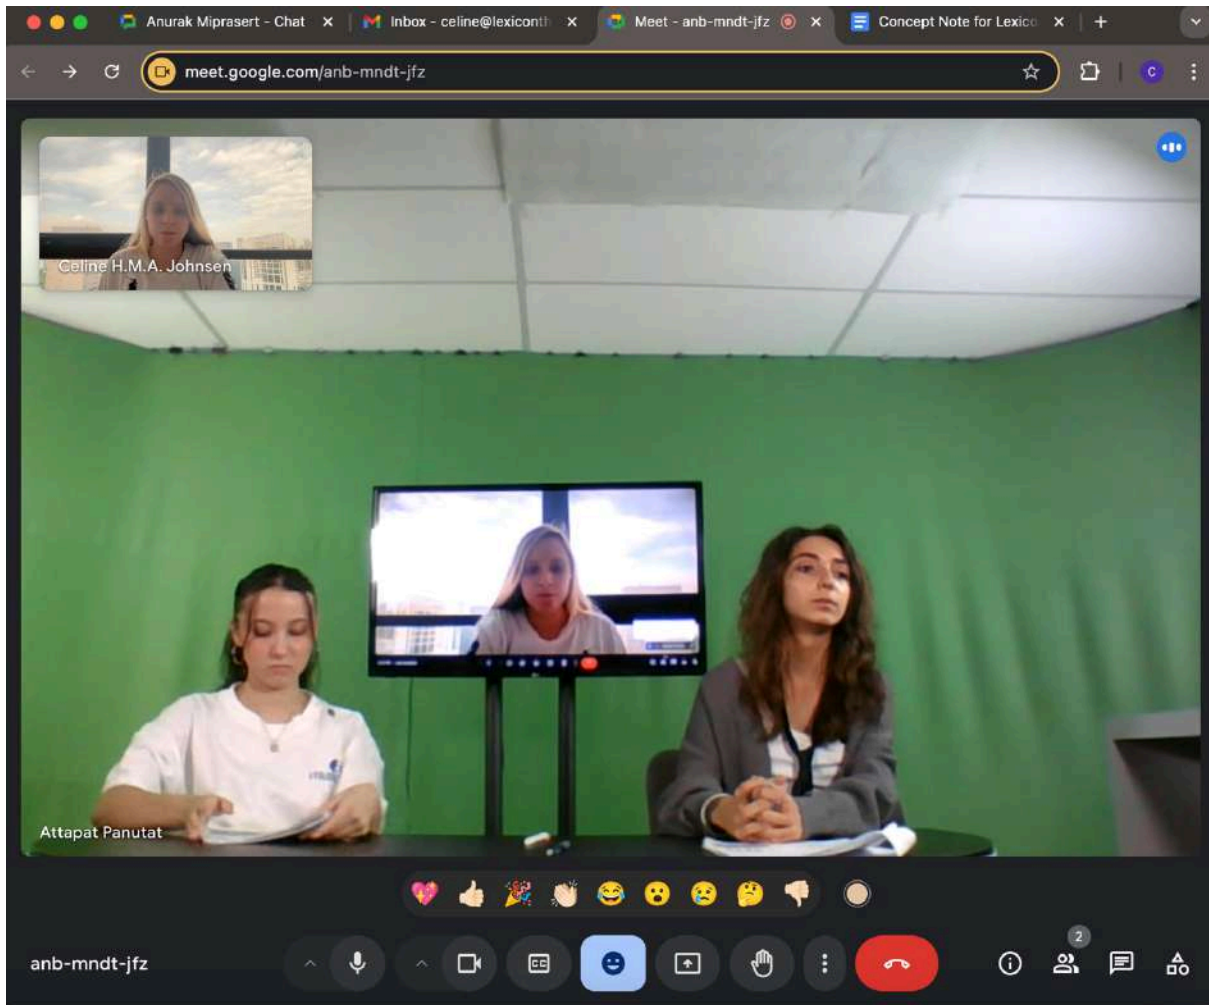 Anurak Miprasert - Chat
Inbox - celine@lexiconth
Meet - anb-mndt-jfz
Concept Note for Lexico
meet.google.com/anb-mndt-jfz
C
Celine H.M.A. Johnsen
Attapat Panutat
2
anb-mndt-jfz
CC